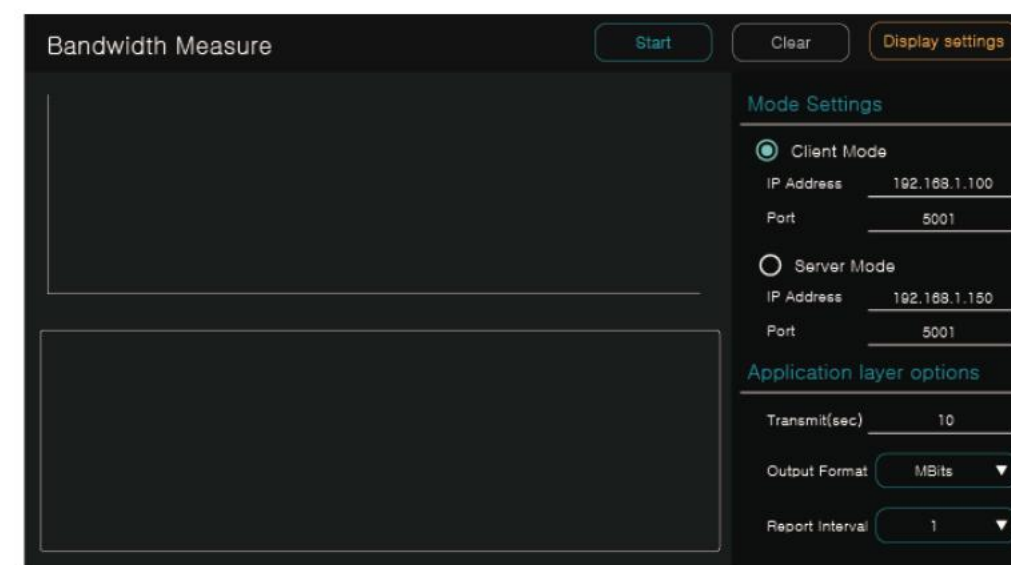 Bandwidth Measure Start Clear Display settings
Mode Settings
Client Mode
IP Address 192.168.1.100
Port 5001
Server Mode
IP Address 192.168.1.150
Port 5001
Application layer options
Transmit(sec) 10
Output Format MBits
Report Interval 1